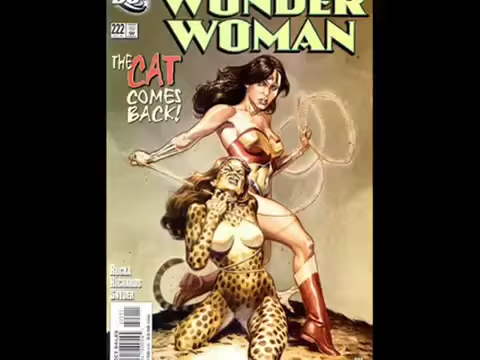 WONDER
WOMAN
222
THE
CAT
COMES
BACK!
RUCKA
RICHARDS
SNYDER